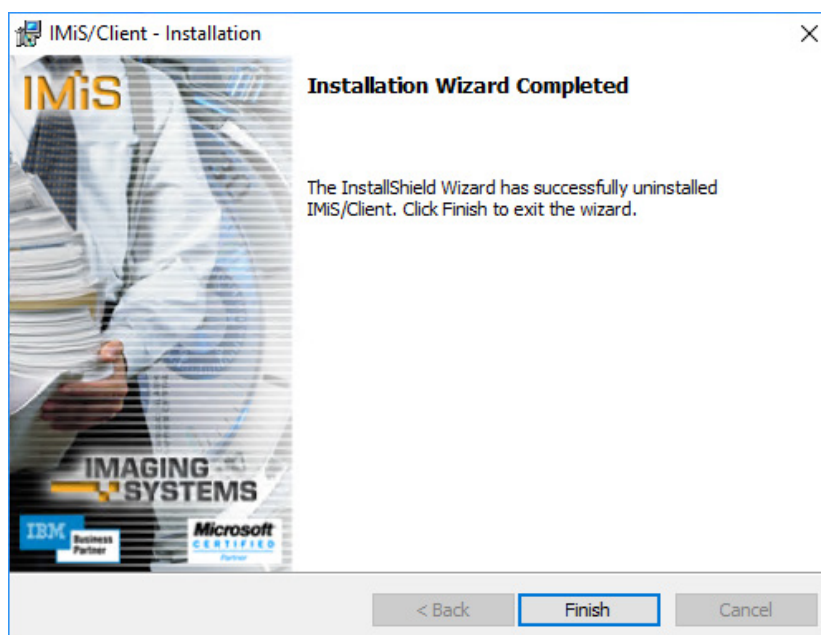 IMiS/Client - Installation
IMiS
Installation Wizard Completed
The InstallShield Wizard has successfully uninstalled
IMiS/Client. Click Finish to exit the wizard.
IMAGING
SYSTEMS
IBM Business
Partner
Microsoft
CERTIFIED
Partner
< Back
Finish
Cancel